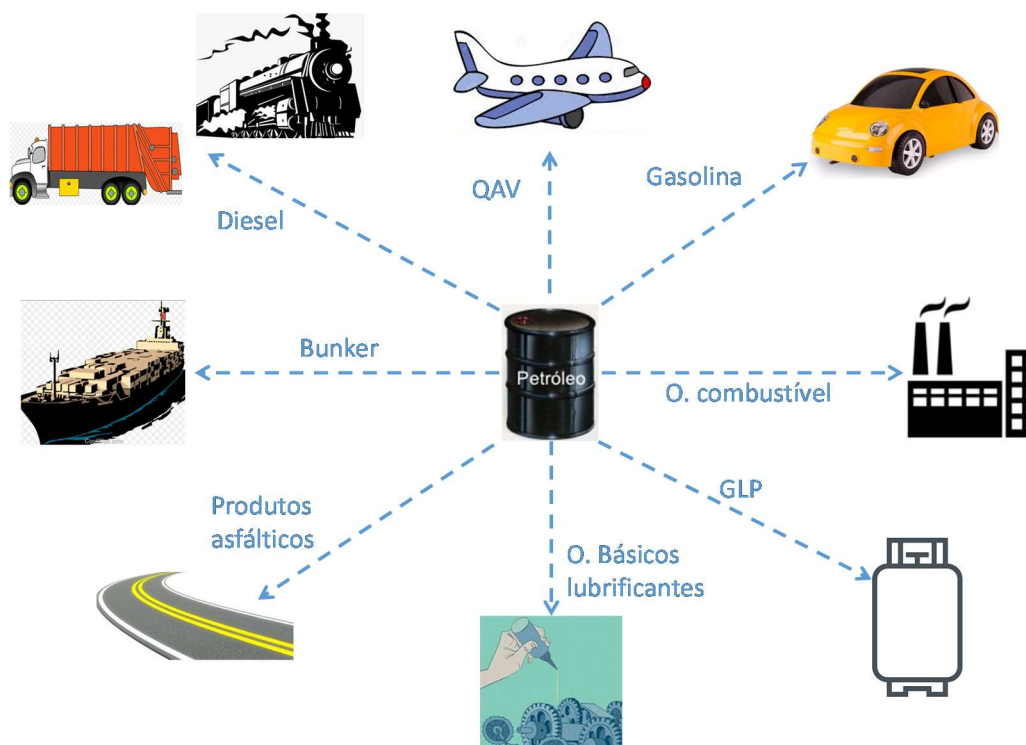 QAV
Gasolina
Diesel
Bunker
Petróleo
O. combustível
GLP
Produtos
asfálticos
O. Básicos
lubrificantes